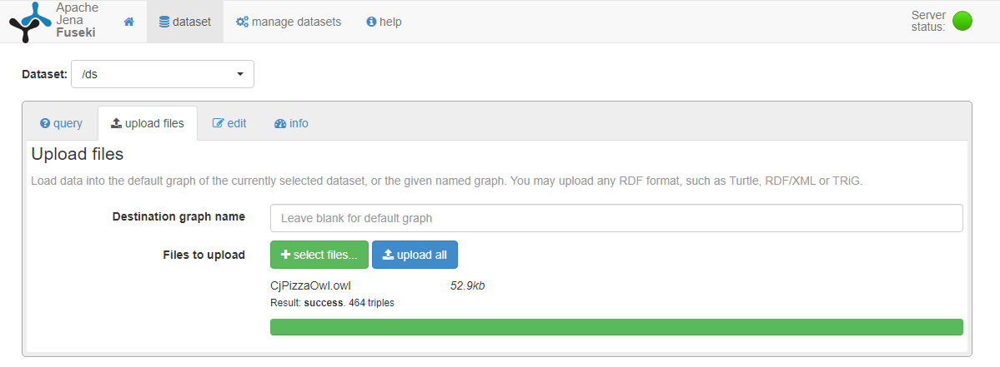 Apache
Jena
Fuseki
dataset
manage datasets
help
Server
status:
Dataset: /ds
query
upload files
edit
info
Upload files
Load data into the default graph of the currently selected dataset, or the given named graph. You may upload any RDF format, such as Turtle, RDF/XML or TRiG.
Destination graph name
Leave blank for default graph
Files to upload
select files...
upload all
CjPizzaOwl.owl 52.9kb
Result: success. 464 triples